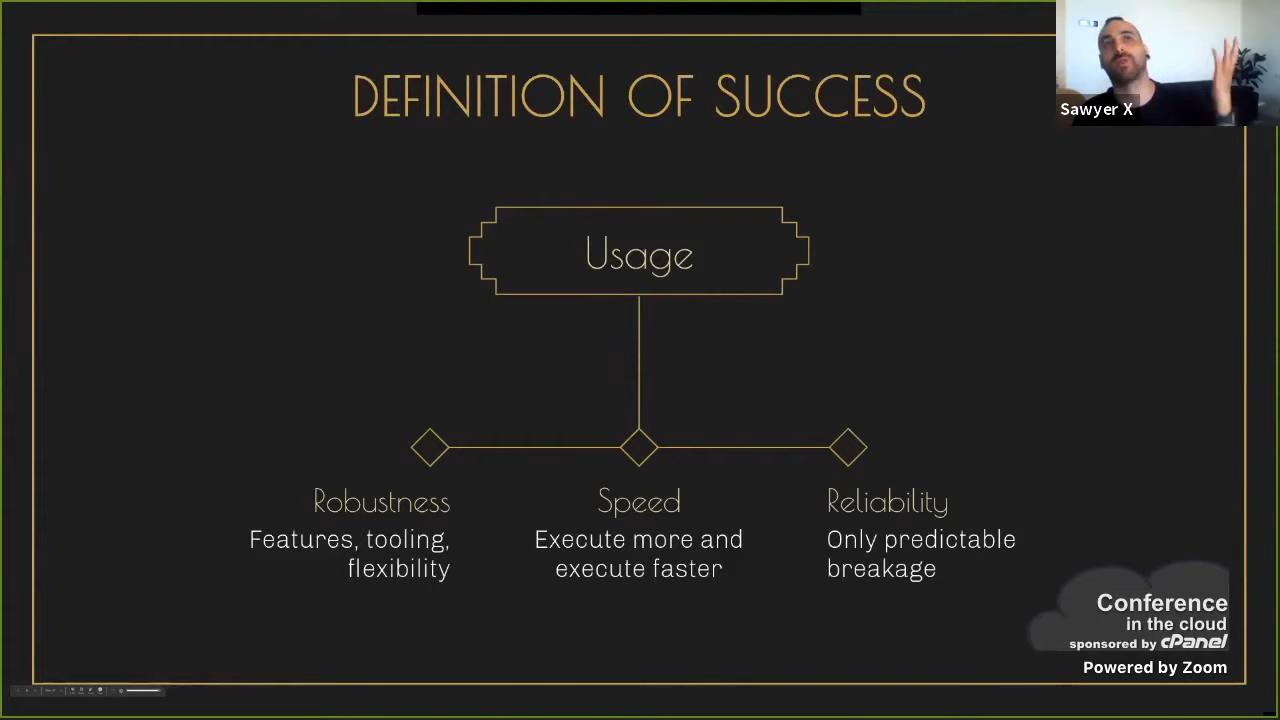 DEFINITION OF SUCCESS
Sawyer X
Usage
Robustness
Features, tooling,
flexibility
Speed
Execute more and
execute faster
Reliability
Only predictable
breakage
Conference
in the cloud
sponsored by cPanel
Powered by Zoom